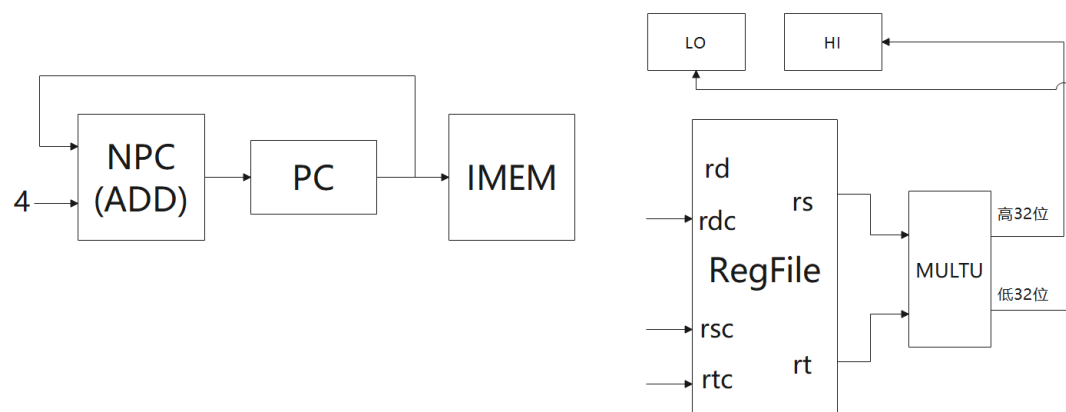 NPC
(ADD)
4
PC
IMEM
LO
HI
rd
rs
rdc
RegFile
rsc
rt
rtc
MULTU
高32位
低32位